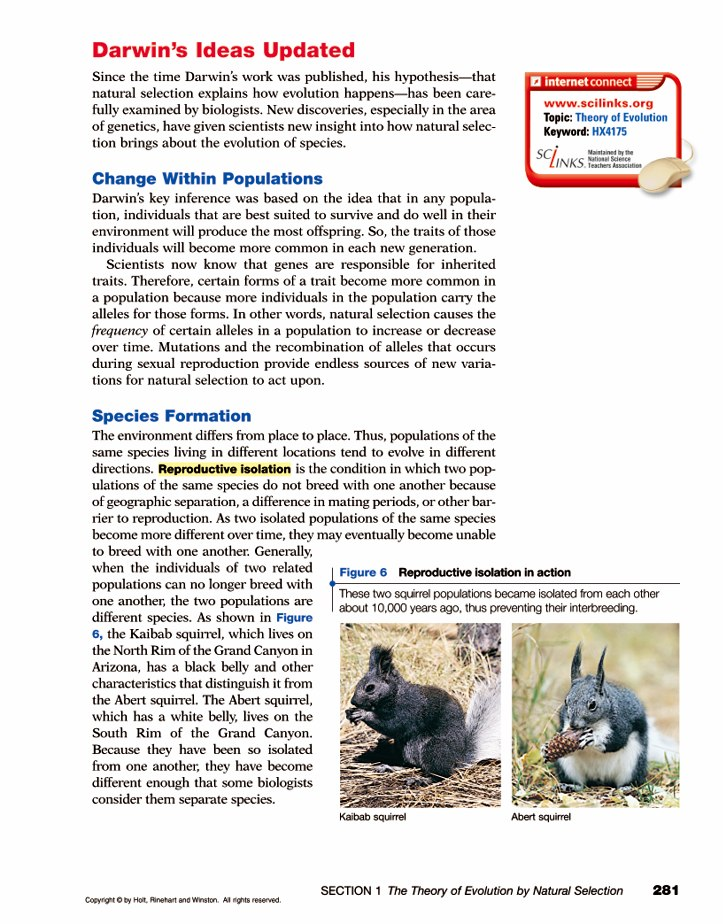 Darwin's Ideas Updated
Since the time Darwin's work was published, his hypothesis—that
natural selection explains how evolution happens—has been care-
fully examined by biologists. New discoveries, especially in the area
of genetics, have given scientists new insight into how natural selec-
tion brings about the evolution of species.
internet connect
www.scilinks.org
Topic: Theory of Evolution
Keyword: HX4175
SCiLINKS. Maintained by the
National Science
Teachers Association
Change Within Populations
Darwin's key inference was based on the idea that in any popula-
tion, individuals that are best suited to survive and do well in their
environment will produce the most offspring. So, the traits of those
individuals will become more common in each new generation.
Scientists now know that genes are responsible for inherited
traits. Therefore, certain forms of a trait become more common in
a population because more individuals in the population carry the
alleles for those forms. In other words, natural selection causes the
frequency of certain alleles in a population to increase or decrease
over time. Mutations and the recombination of alleles that occurs
during sexual reproduction provide endless sources of new varia-
tions for natural selection to act upon.
Species Formation
The environment differs from place to place. Thus, populations of the
same species living in different locations tend to evolve in different
directions. Reproductive isolation is the condition in which two pop-
ulations of the same species do not breed with one another because
of geographic separation, a difference in mating periods, or other bar-
rier to reproduction. As two isolated populations of the same species
become more different over time, they may eventually become unable
to breed with one another. Generally,
when the individuals of two related
populations can no longer breed with
one another, the two populations are
different species. As shown in Figure
6, the Kaibab squirrel, which lives on
the North Rim of the Grand Canyon in
Arizona, has a black belly and other
characteristics that distinguish it from
the Abert squirrel. The Abert squirrel,
which has a white belly, lives on the
South Rim of the Grand Canyon.
Because they have been so isolated
from one another, they have become
different enough that some biologists
consider them separate species.
Figure 6 Reproductive isolation in action
These two squirrel populations became isolated from each other
about 10,000 years ago, thus preventing their interbreeding.
Kaibab squirrel
Abert squirrel
SECTION 1 The Theory of Evolution by Natural Selection 281
Copyright © by Holt, Rinehart and Winston. All rights reserved.